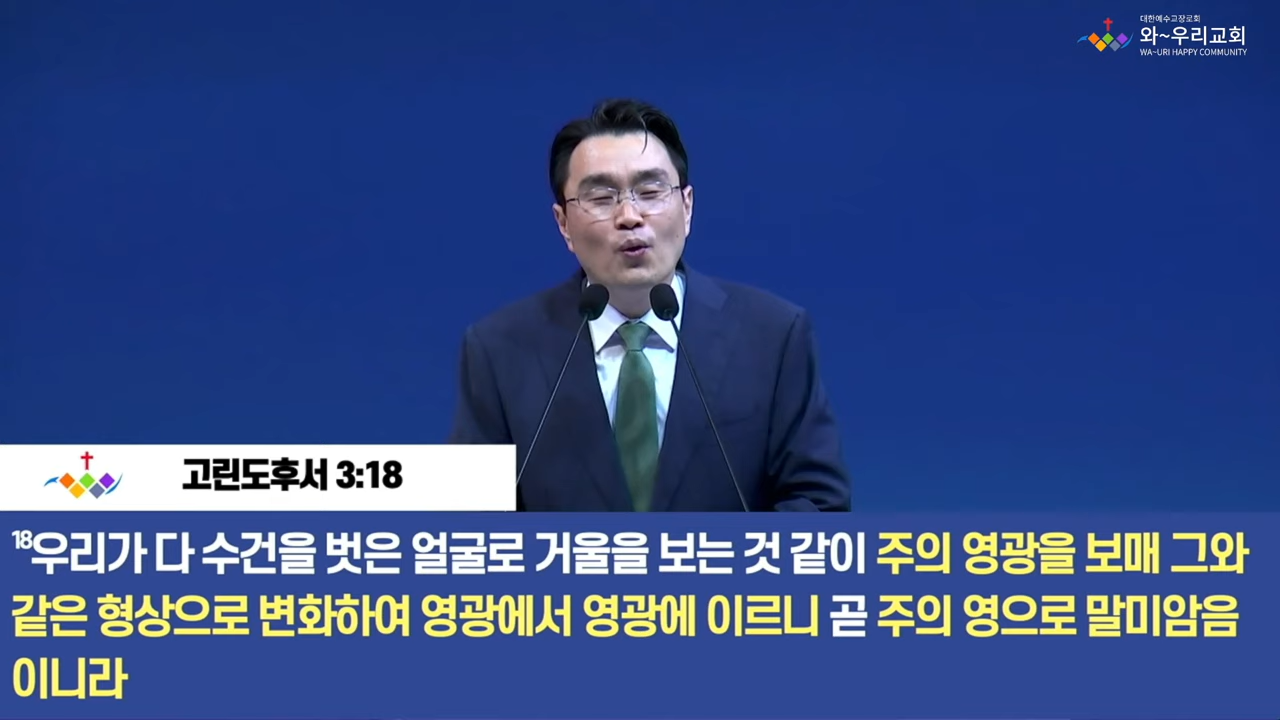 대한예수교장로회
와~우리교회
WA~URI HAPPY COMMUNITY
고린도후서 3:18
18우리가 다 수건을 벗은 얼굴로 거울을 보는 것 같이 주의 영광을 보매 그와
같은 형상으로 변화하여 영광에서 영광에 이르니 곧 주의 영으로 말미암음
이니라